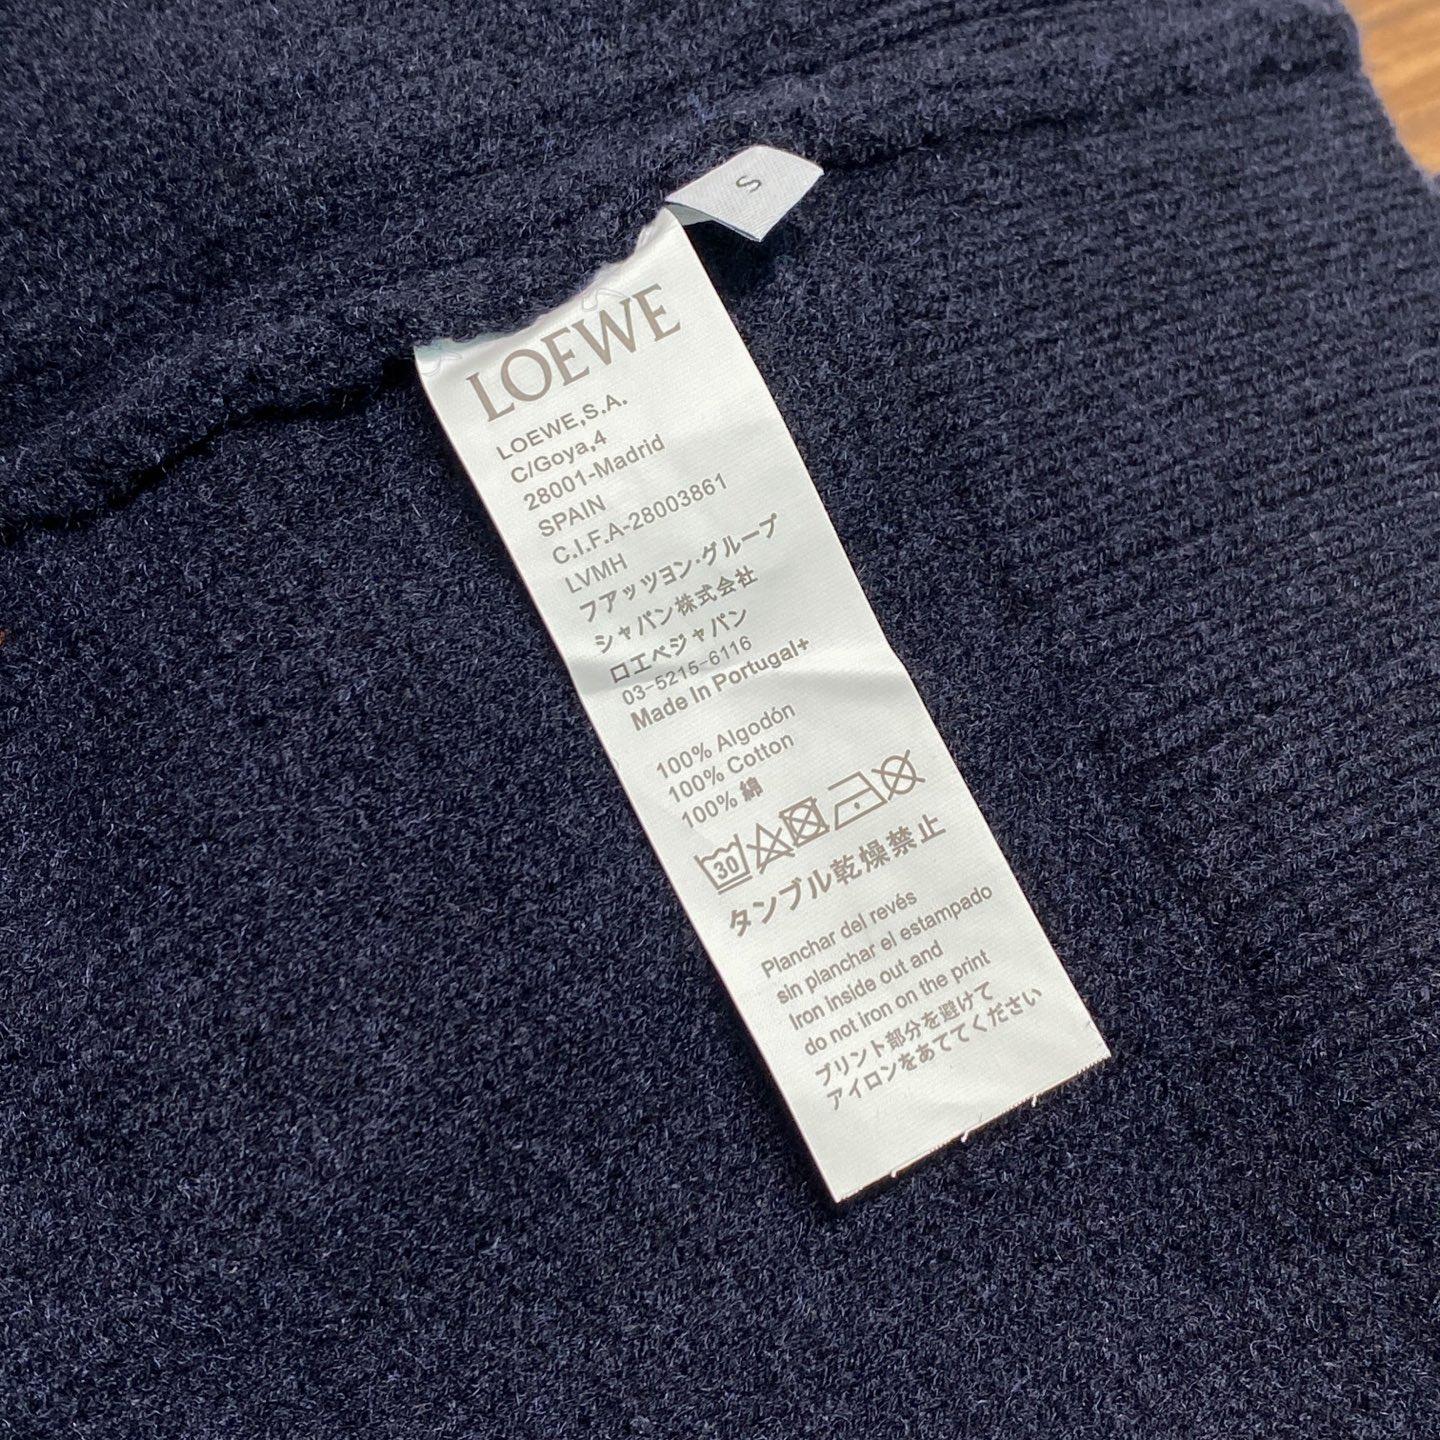 S
LOEWE
LOEWE,S.A.
C/Goya,4
28001-Madrid
SPAIN
C.I.F.A-28003861
LVMH
フアッツヨン·グループ
シャパン株式会社
ロエベジャパン
03-5215-6116
Made In Portugal+
100% Algodón
100% Cotton
100% 綿
30
タンブル乾燥禁止
Planchar del revés
sin planchar el estampado
Iron inside out and
do not iron on the print
プリント部分を避けて
アイロンをあててください